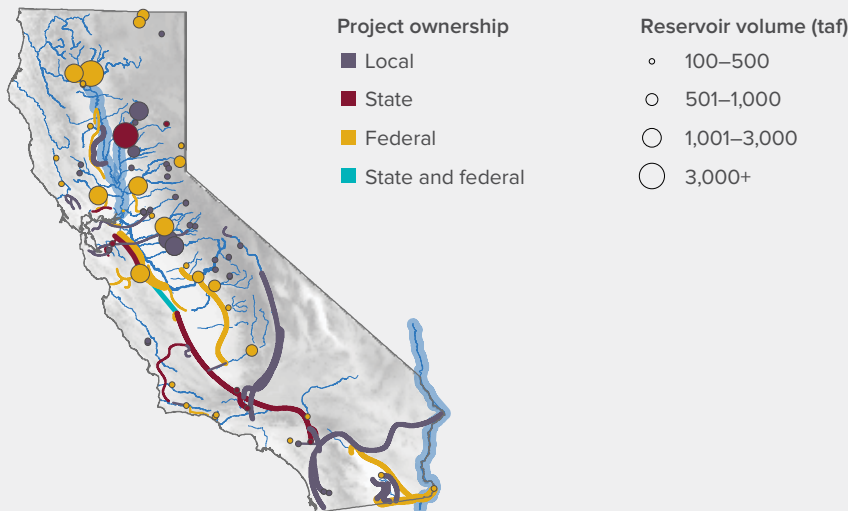 Project ownership
Local
State
Federal
State and federal
Reservoir volume (taf)
100–500
501–1,000
1,001–3,000
3,000+